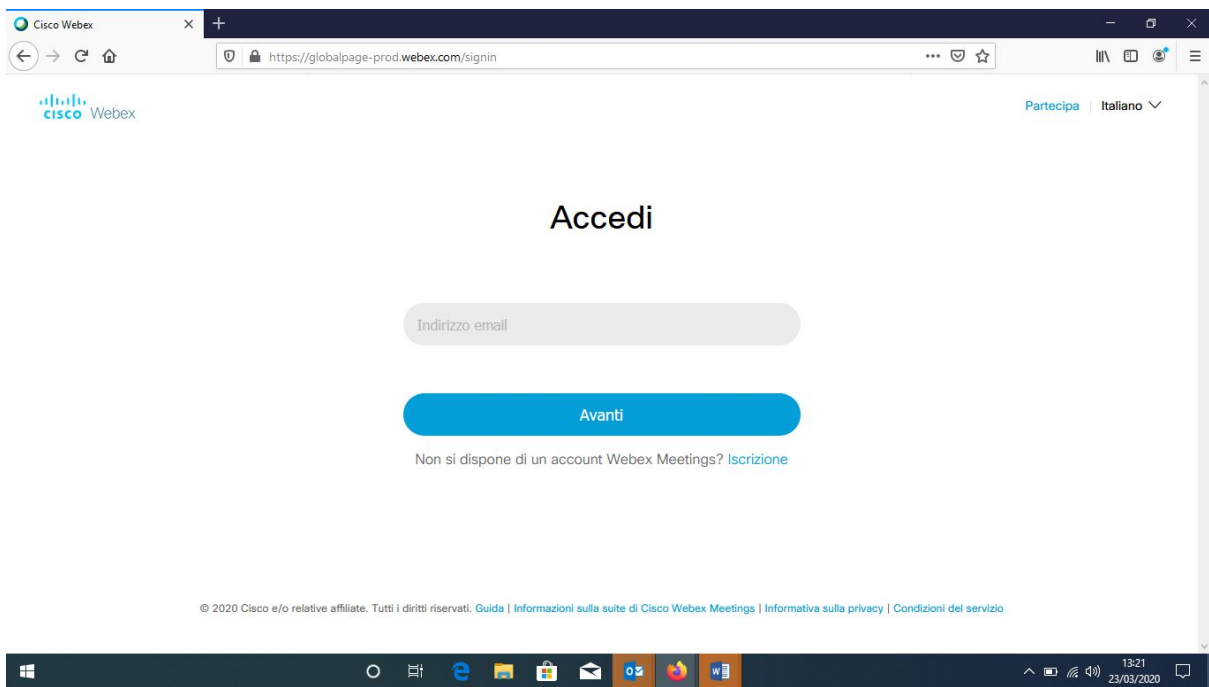 Cisco Webex
https://globalpage-prod.webex.com/signin
cisco Webex
Partecipa | Italiano
Accedi
Indirizzo email
Avanti
Non si dispone di un account Webex Meetings? Iscrizione
© 2020 Cisco e/o relative affiliate. Tutti i diritti riservati. Guida | Informazioni sulla suite di Cisco Webex Meetings | Informativa sulla privacy | Condizioni del servizio
13:21
23/03/2020